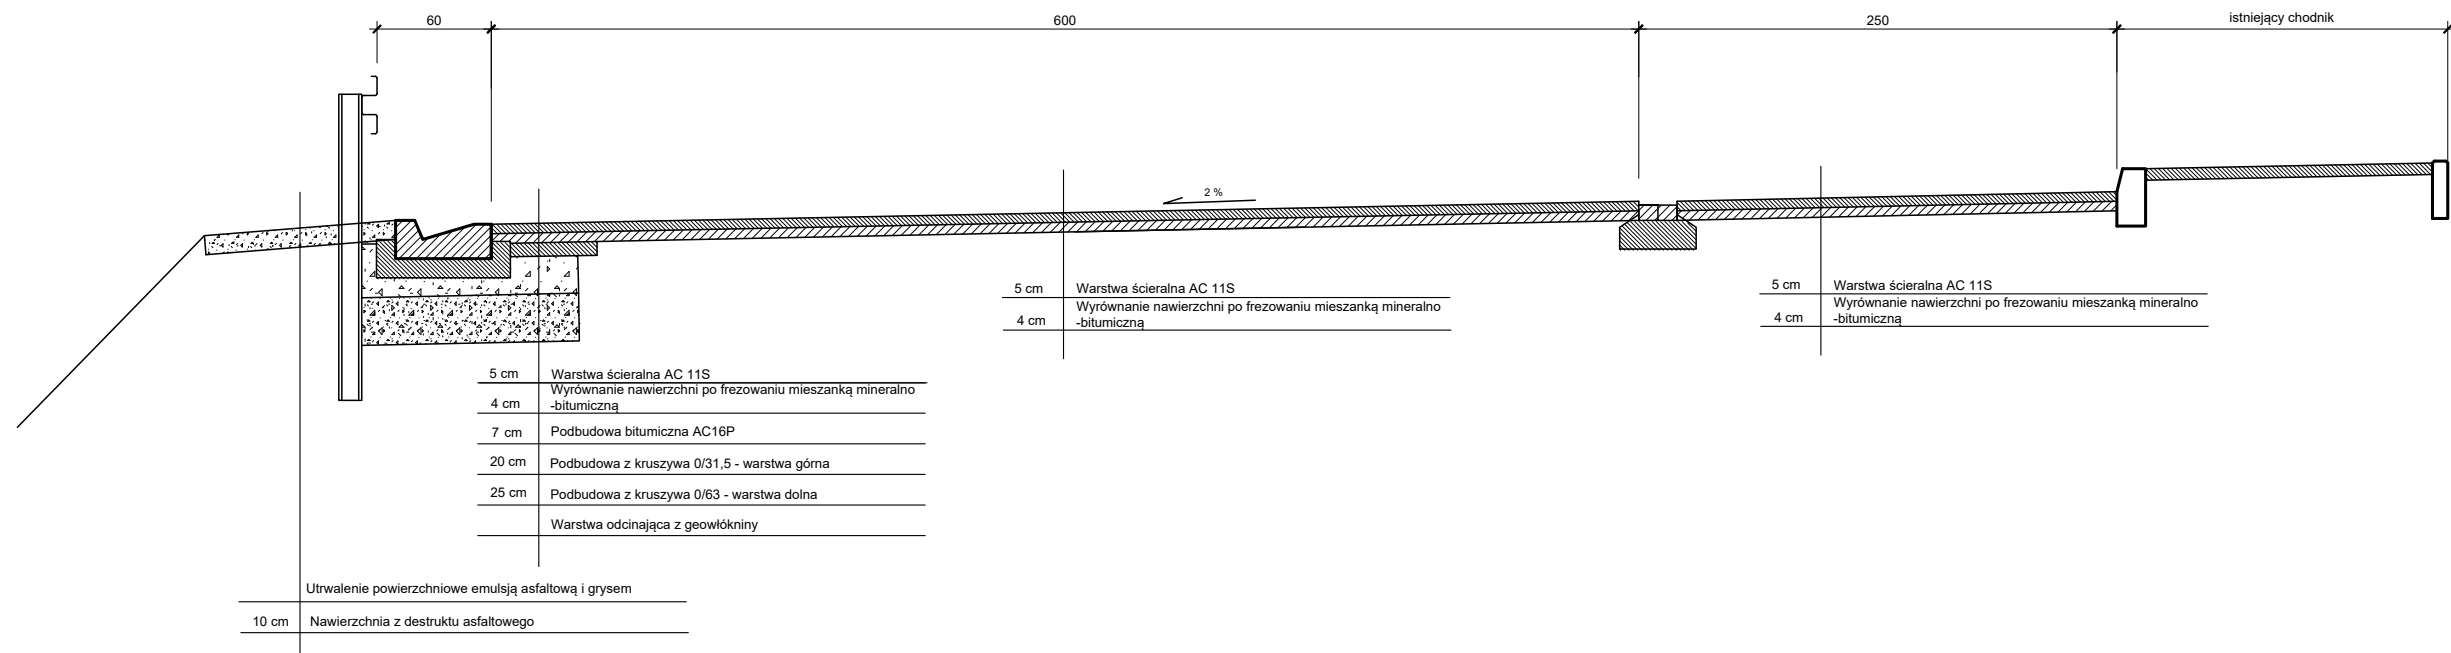 60
600
250
istniejący chodnik
2 %
5 cm Warstwa ścieralna AC 11S
4 cm Wyrównanie nawierzchni po frezowaniu mieszanką mineralno
-bitumiczną
5 cm Warstwa ścieralna AC 11S
4 cm Wyrównanie nawierzchni po frezowaniu mieszanką mineralno
-bitumiczną
5 cm Warstwa ścieralna AC 11S
4 cm Wyrównanie nawierzchni po frezowaniu mieszanką mineralno
-bitumiczną
7 cm Podbudowa bitumiczna AC16P
20 cm Podbudowa z kruszywa 0/31,5 - warstwa górna
25 cm Podbudowa z kruszywa 0/63 - warstwa dolna
Warstwa odcinająca z geowłókniny
Utrwalenie powierzchniowe emulsją asfaltową i grysem
10 cm Nawierzchnia z destruktu asfaltowego